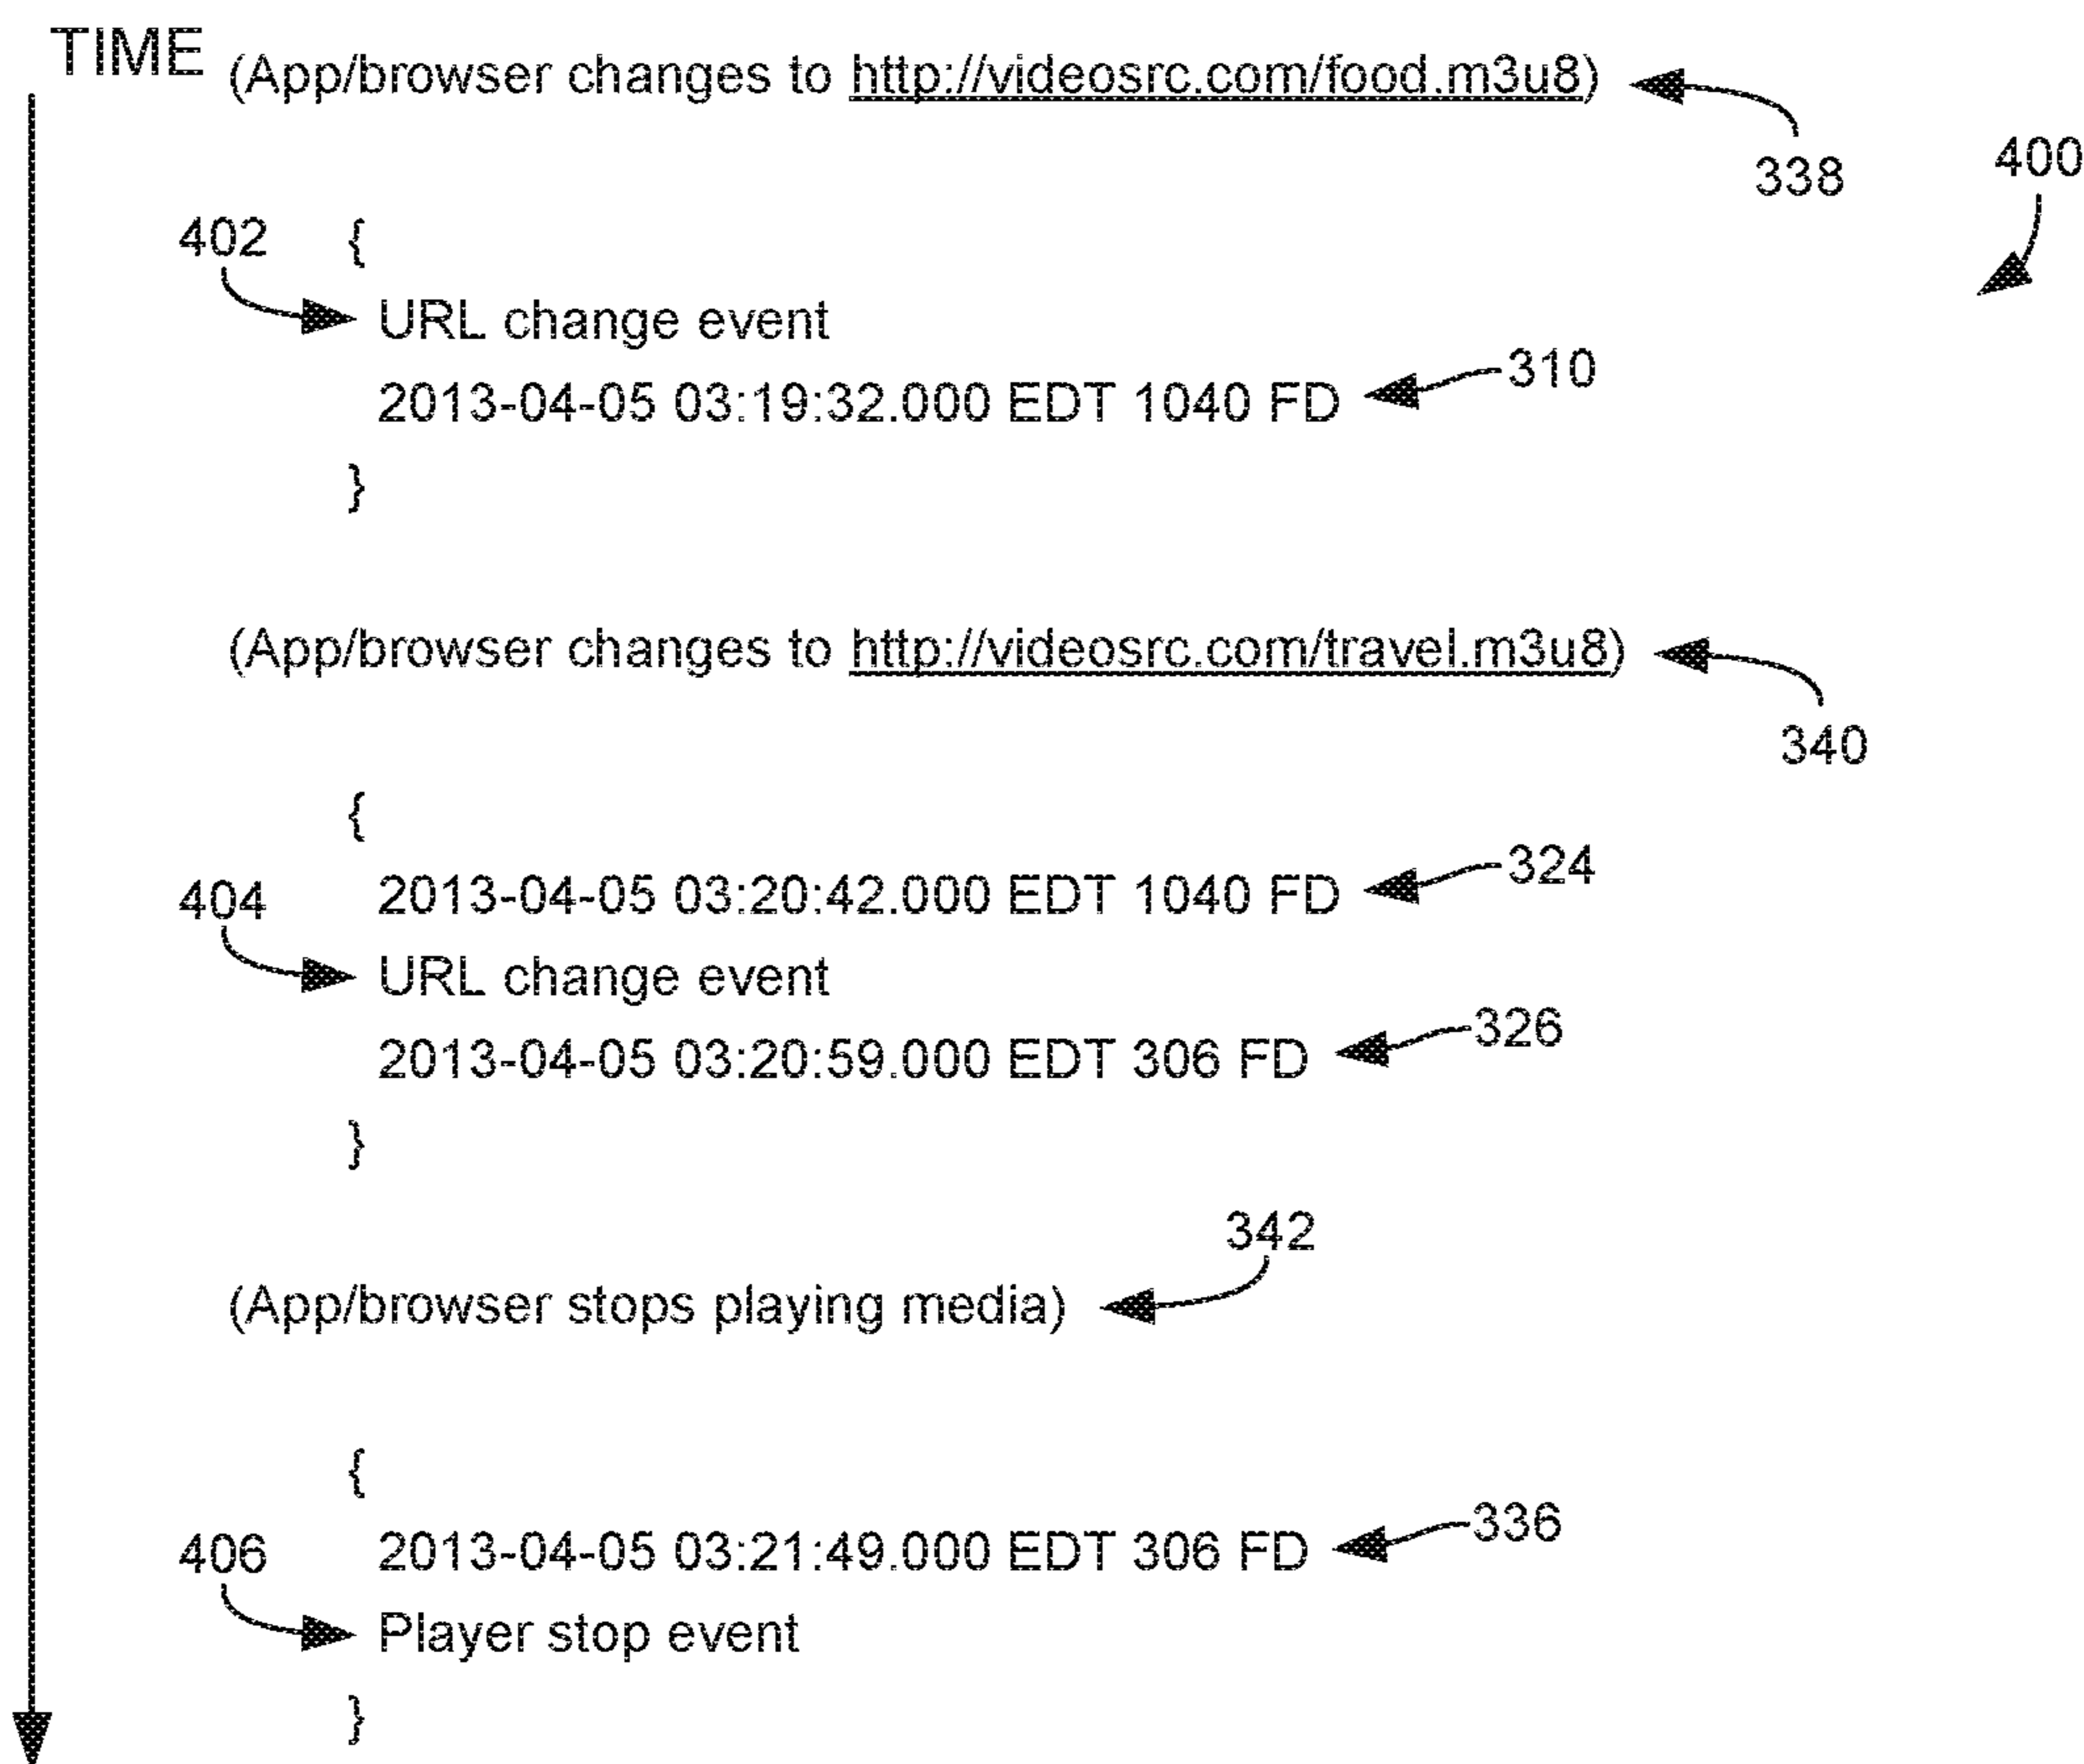 TIME (App/browser changes to http://videosrc.com/food.m3u8)
338
400
402 {
URL change event
310
2013-04-05 03:19:32.000 EDT 1040 FD
}
(App/browser changes to http://videosrc.com/travel.m3u8)
340
{
324
404 2013-04-05 03:20:42.000 EDT 1040 FD
URL change event
326
2013-04-05 03:20:59.000 EDT 306 FD
}
342
(App/browser stops playing media)
{
336
406 2013-04-05 03:21:49.000 EDT 306 FD
Player stop event
}